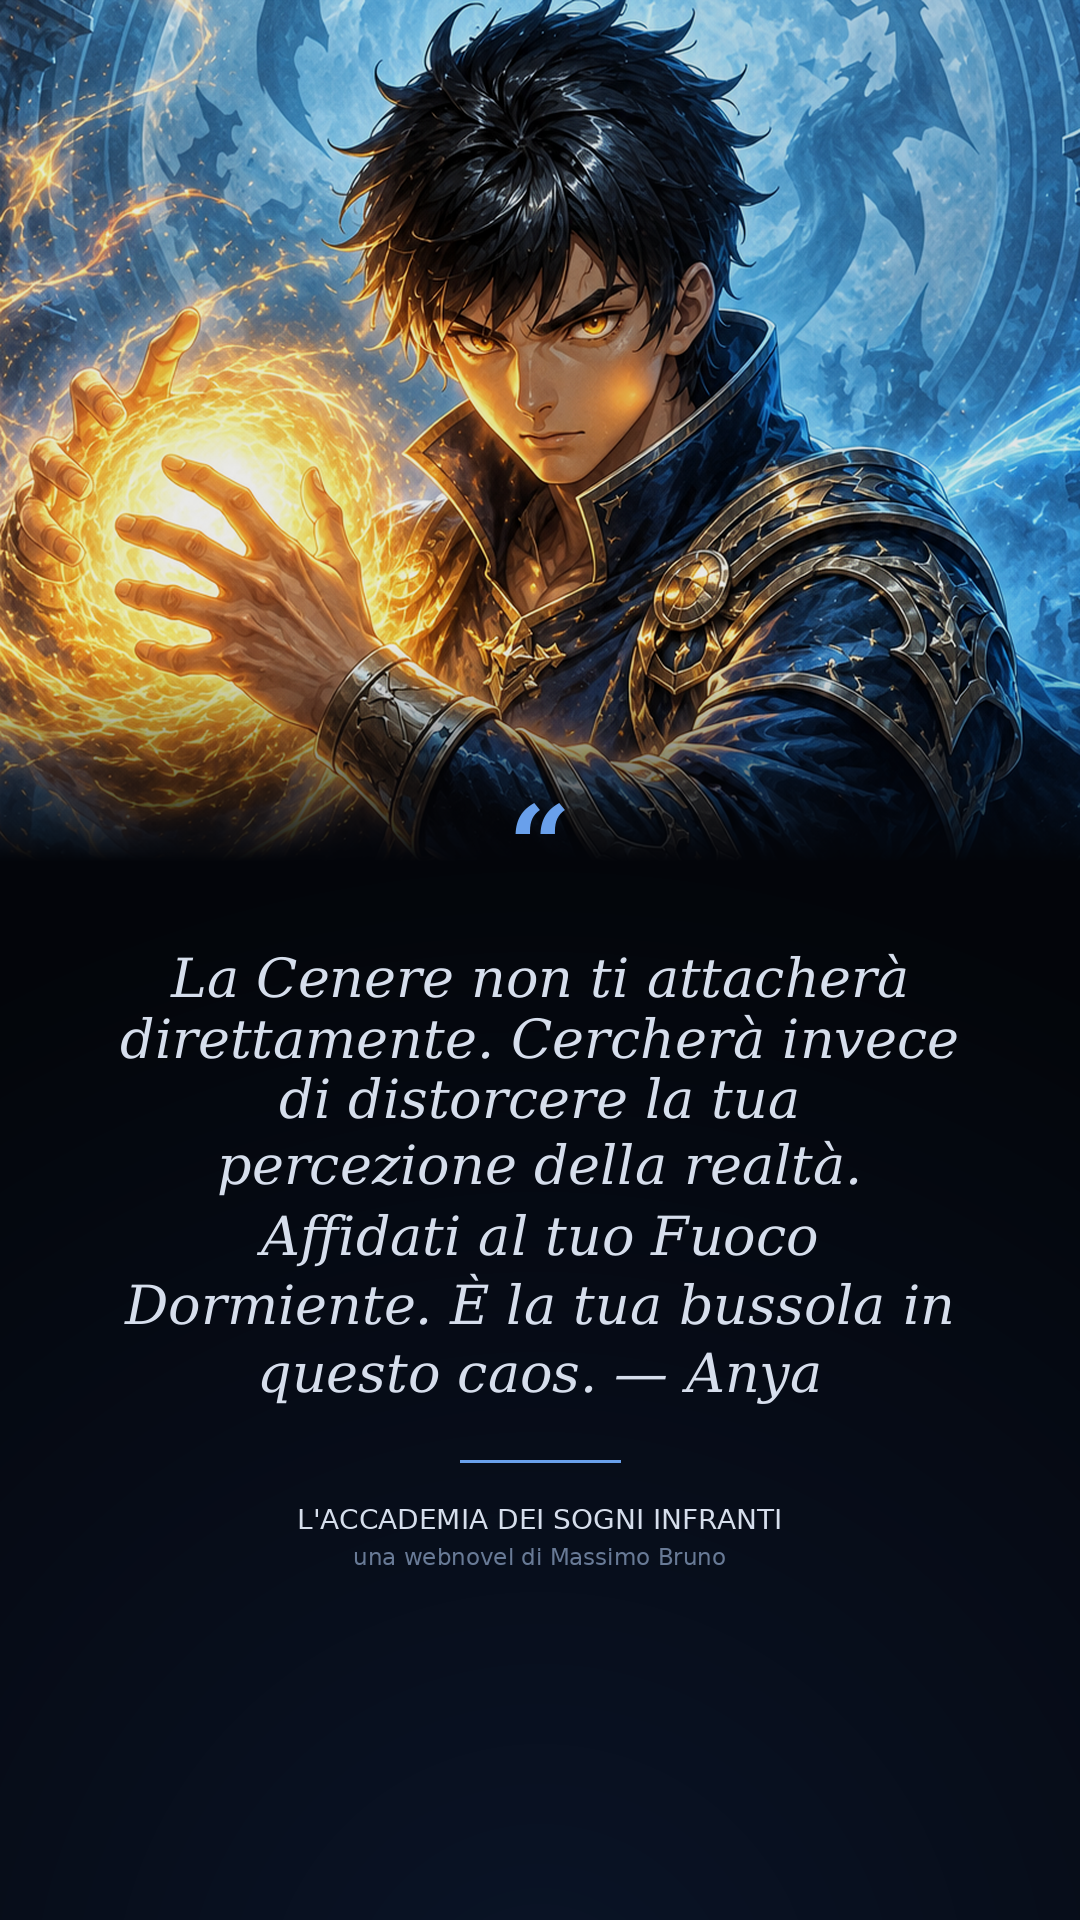 “
La Cenere non ti attacherà
direttamente. Cercherà invece
di distorcere la tua
percezione della realtà.
Affidati al tuo Fuoco
Dormiente. È la tua bussola in
questo caos. — Anya
L'ACCADEMIA DEI SOGNI INFRANTI
una webnovel di Massimo Bruno